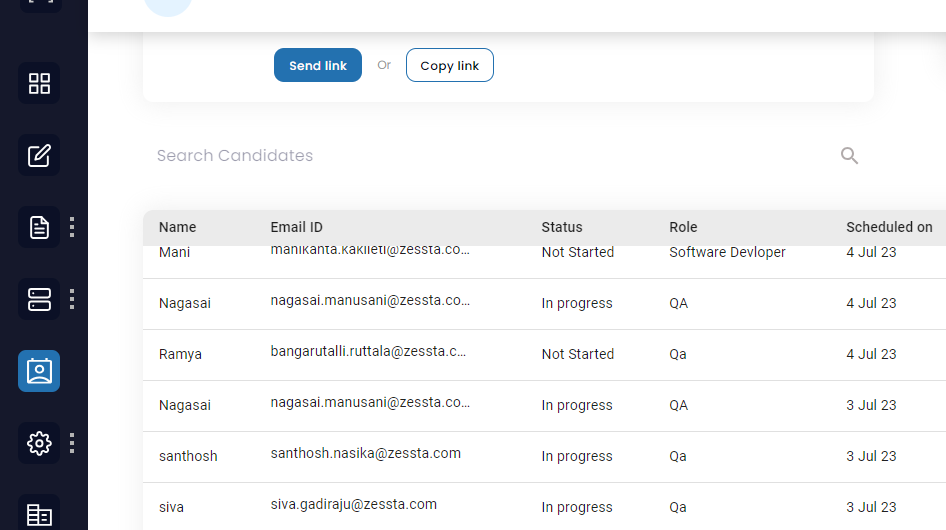 Send link Or Copy link
Search Candidates
Name Email ID Status Role Scheduled on
Mani manikanta.kakileti@zessta.co... Not Started Software Devloper 4 Jul 23
Nagasai nagasai.manusani@zessta.co... In progress QA 4 Jul 23
Ramya bangarutalli.ruttala@zessta.c... Not Started Qa 4 Jul 23
Nagasai nagasai.manusani@zessta.co... In progress QA 3 Jul 23
santhosh santhosh.nasika@zessta.com In progress Qa 3 Jul 23
siva siva.gadiraju@zessta.com In progress Qa 3 Jul 23